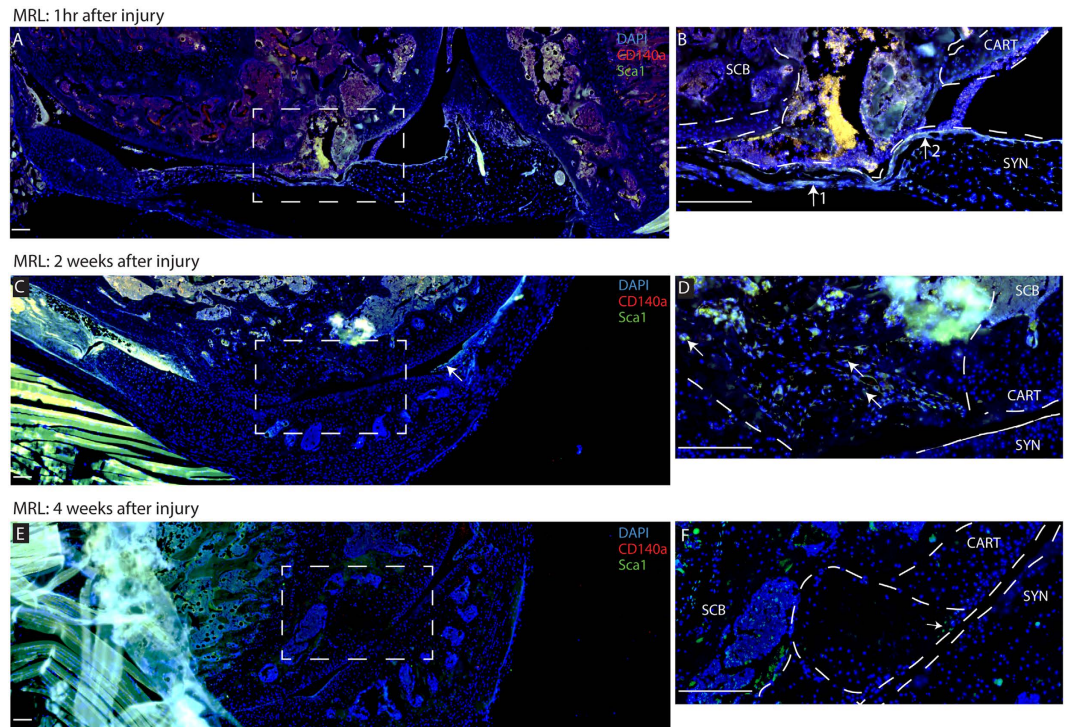 MRL: 1hr after injury
A
DAPI
CD140a
Sca1
B
SCB
CART
2
SYN
1
MRL: 2 weeks after injury
C
DAPI
CD140a
Sca1
D
SCB
CART
SYN
MRL: 4 weeks after injury
E
DAPI
CD140a
Sca1
F
CART
SCB
SYN